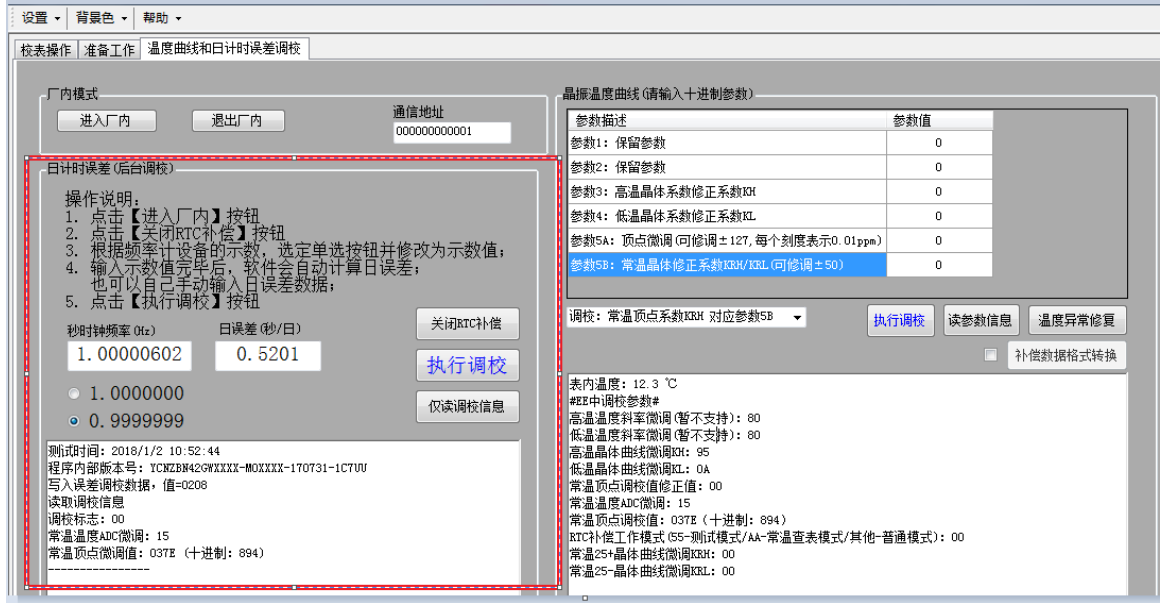 设置 背景色 帮助
校表操作 准备工作 温度曲线和日计时误差调校
厂内模式
进入厂内 退出厂内
通信地址
000000000001
日计时误差(后台调校)
操作说明:
1. 点击【进入厂内】按钮
2. 点击【关闭RTC补偿】按钮
3. 根据频率计设备的示数, 选定单选按钮并修改为示数值;
4. 输入示数值完毕后, 软件会自动计算日误差;
也可以自己手动输入日误差数据;
5. 点击【执行调校】按钮
秒时钟频率(Hz) 日误差(秒/日)
1.00000602 0.5201
关闭RTC补偿
执行调校
仅读调校信息
1.0000000
0.9999999
测试时间: 2018/1/2 10:52:44
程序内部版本号: YCNZBN42GWXXXX-MOXXXX-170731-1C7UU
写入误差调校数据, 值=0208
读取调校信息
调校标志: 00
常温温度ADC微调: 15
常温顶点微调值: 037E (十进制: 894)
----------------
晶振温度曲线(请输入十进制参数)
参数描述 参数值
参数1: 保留参数 0
参数2: 保留参数 0
参数3: 高温晶体系数修正系数KH 0
参数4: 低温晶体系数修正系数KL 0
参数5A: 顶点微调(可修调±127,每个刻度表示0.01ppm) 0
参数5B: 常温晶体修正系数KRH/KRL(可修调±50) 0
调校: 常温顶点系数KRH 对应参数5B
执行调校 读参数信息 温度异常修复
补偿数据格式转换
表内温度: 12.3 ℃
#EE中调校参数#
高温温度斜率微调(暂不支持): 80
低温温度斜率微调(暂不支持): 80
高温晶体曲线微调KH: 95
低温晶体曲线微调KL: 0A
常温顶点调校值修正值: 00
常温温度ADC微调: 15
常温顶点调校值: 037E (十进制: 894)
RTC补偿工作模式(55-测试模式/AA-常温查表模式/其他-普通模式): 00
常温25+晶体曲线微调KRH: 00
常温25-晶体曲线微调KRL: 00